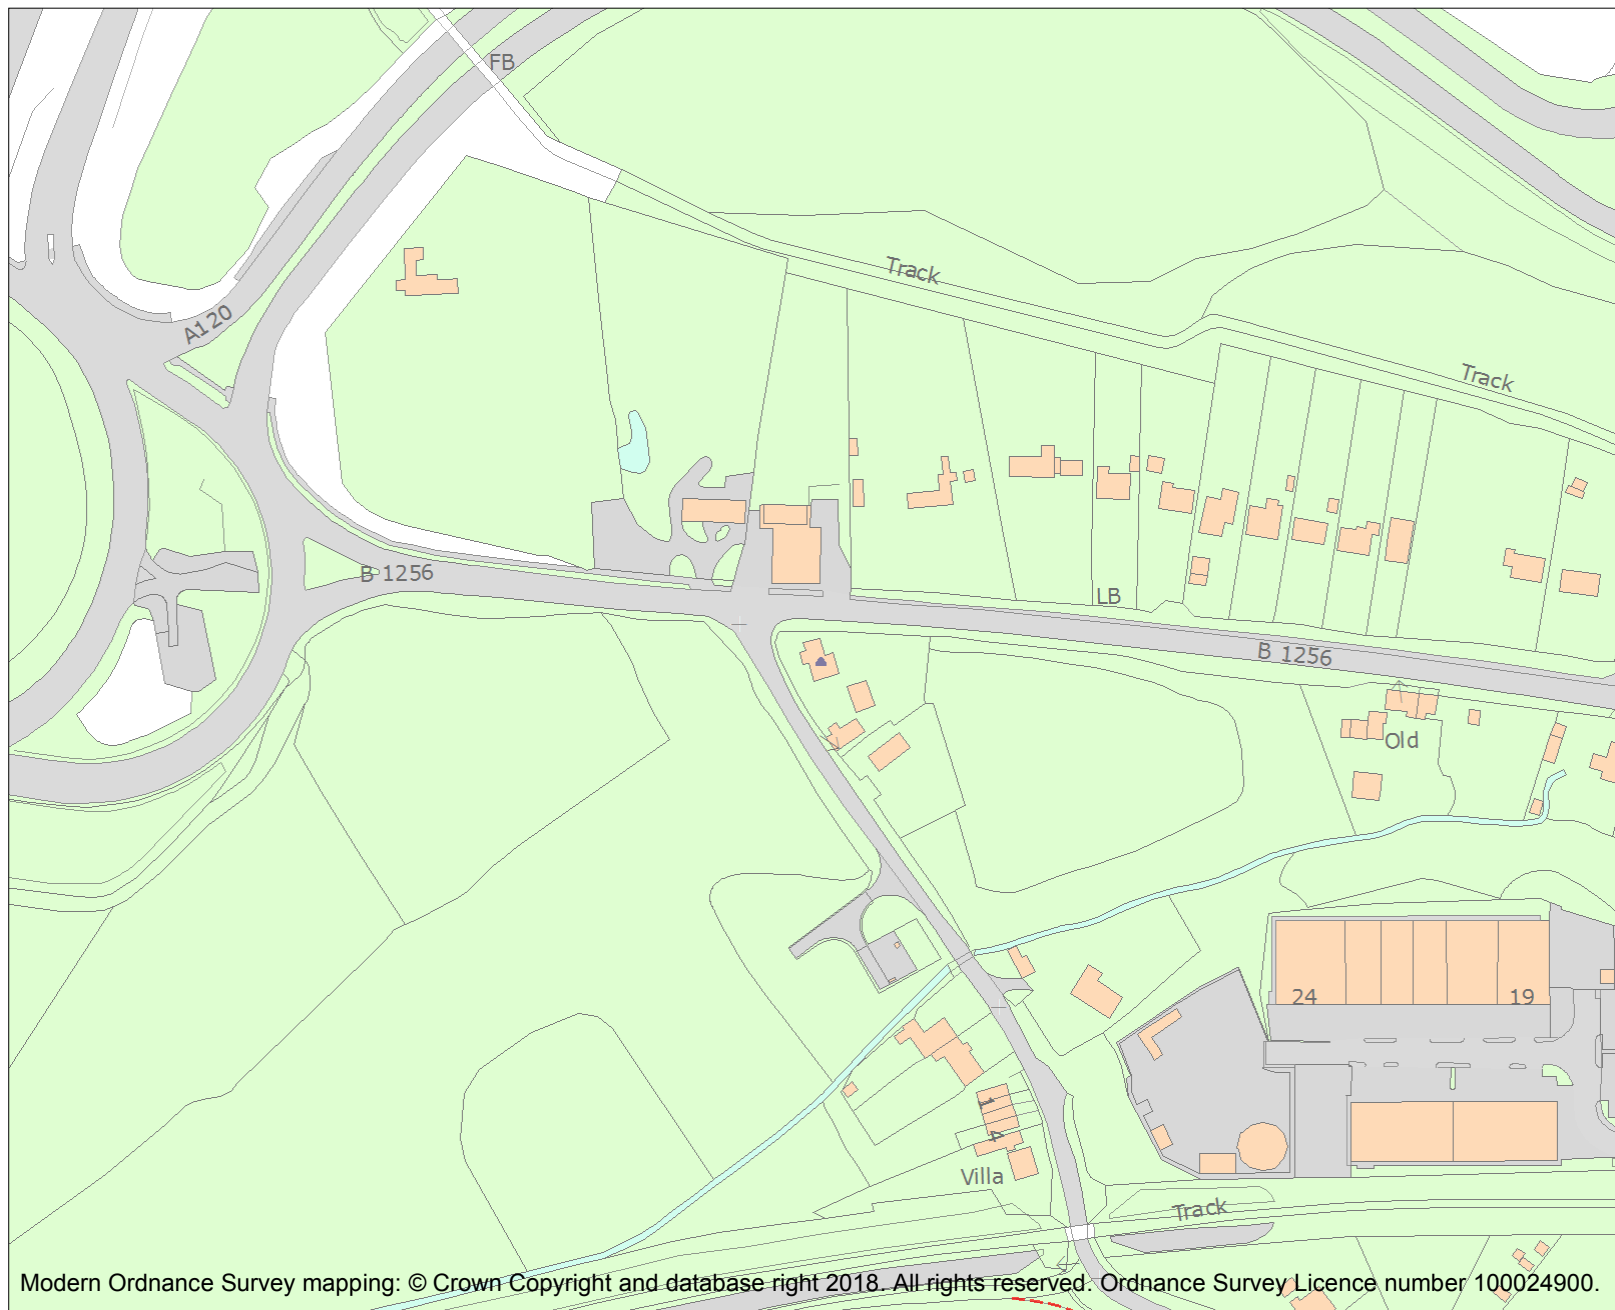 FB
Track
A120
Track
B 1256
LB
B 1256
Old
24
19
1
4
Villa
Track
Modern Ordnance Survey mapping: © Crown Copyright and database right 2018. All rights reserved. Ordnance Survey Licence number 100024900.